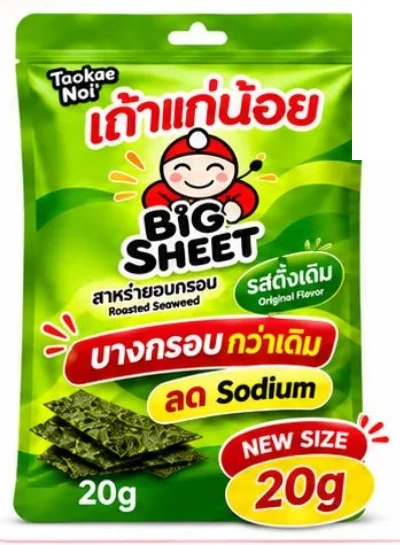 Taokae
Noi
เถ้าแก่น้อย
BiG
SHEET
สาหร่ายอบกรอบ
Roasted Seaweed
รสดั้งเดิม
Original Flavor
บางกรอบ กว่าเดิม
ลด Sodium
20g
NEW SIZE
20g